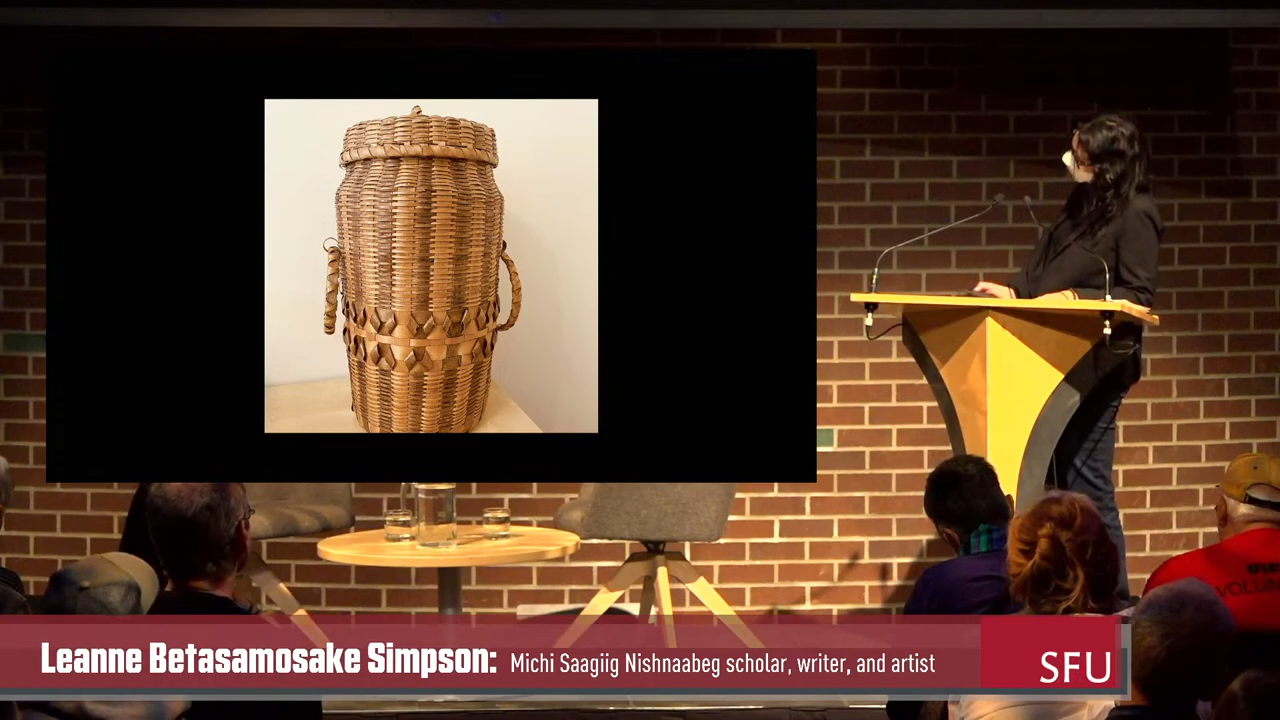 Leanne Betasamosake Simpson: Michi Saagiig Nishnaabeg scholar, writer, and artist
SFU